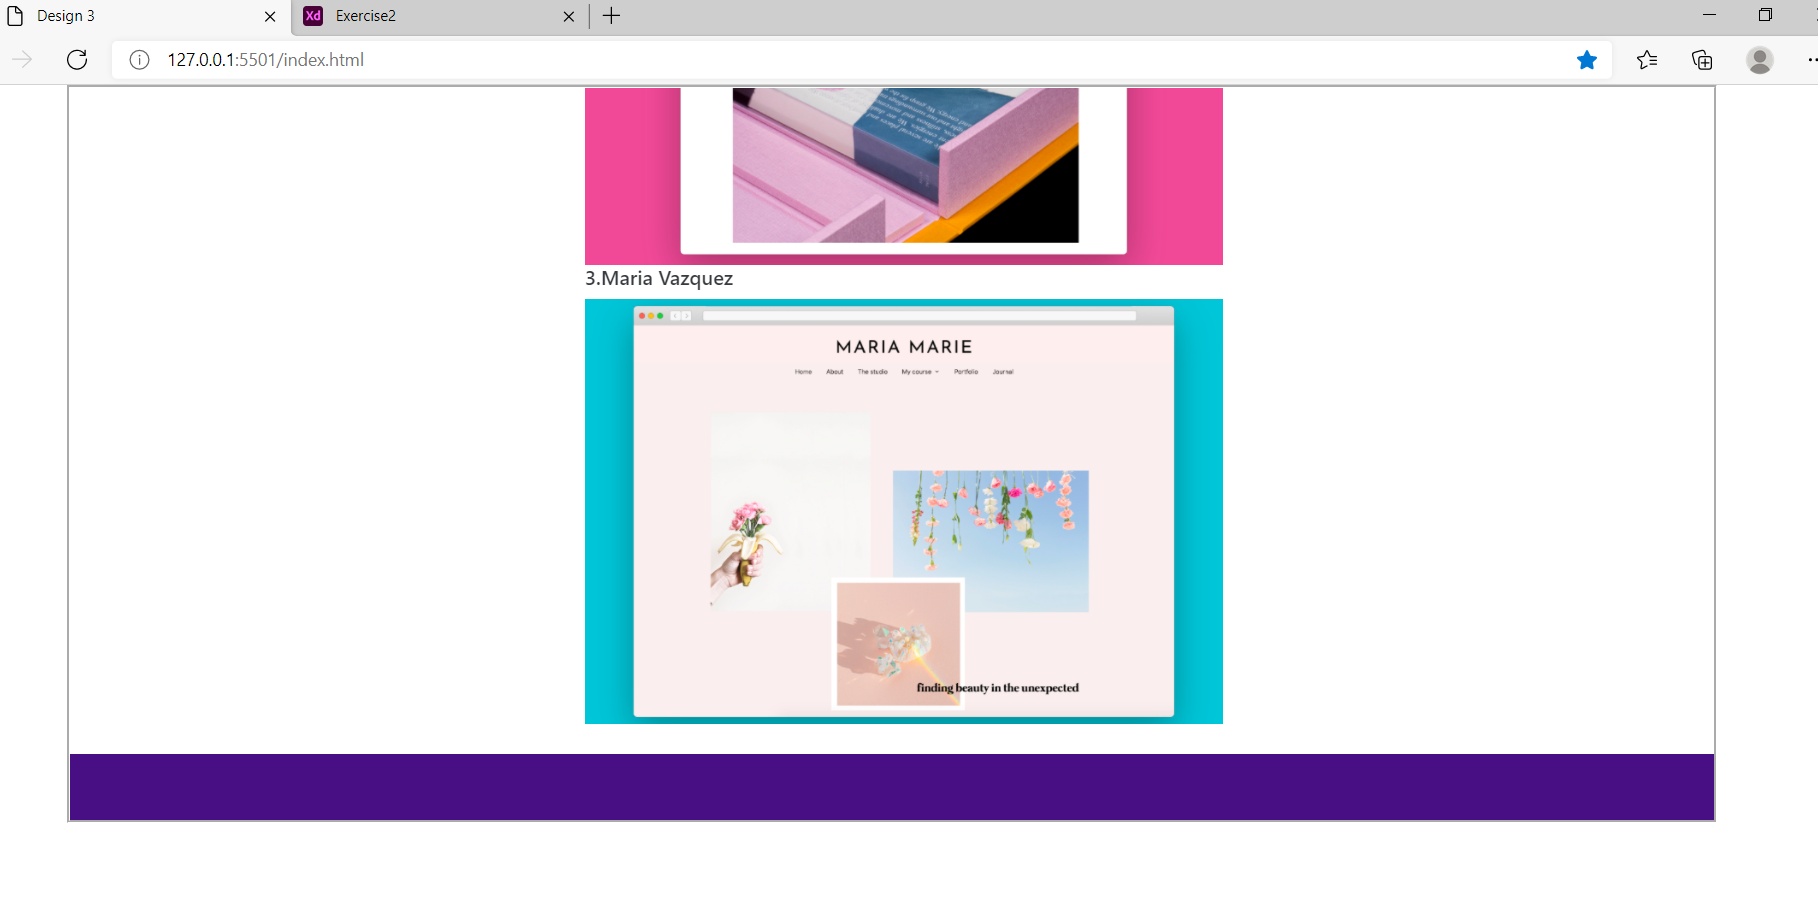 Design 3
Xd Exercise2
127.0.0.1:5501/index.html
3.Maria Vazquez
MARIA MARIE
Home About The studio My course Portfolio Journal
finding beauty in the unexpected